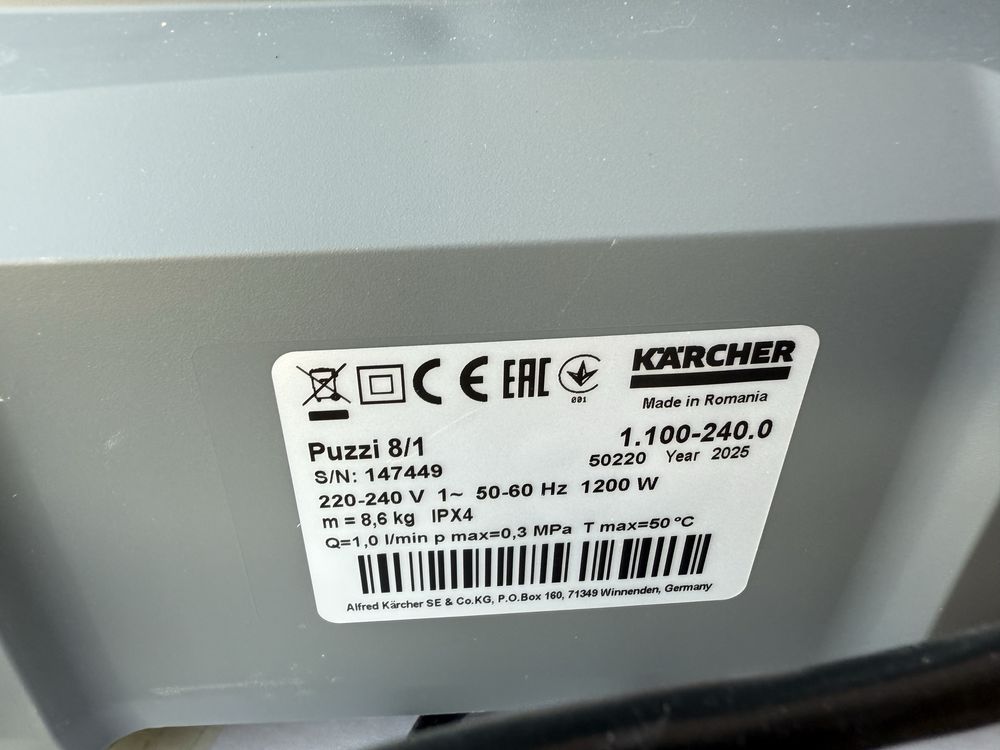 CE EAC KÄRCHER
001
Made in Romania
Puzzi 8/1 1.100-240.0
S/N: 147449 50220 Year 2025
220-240 V 1~ 50-60 Hz 1200 W
m = 8,6 kg IPX4
Q=1,0 l/min p max=0,3 MPa T max=50 °C
Alfred Kärcher SE & Co.KG, P.O.Box 160, 71349 Winnenden, Germany